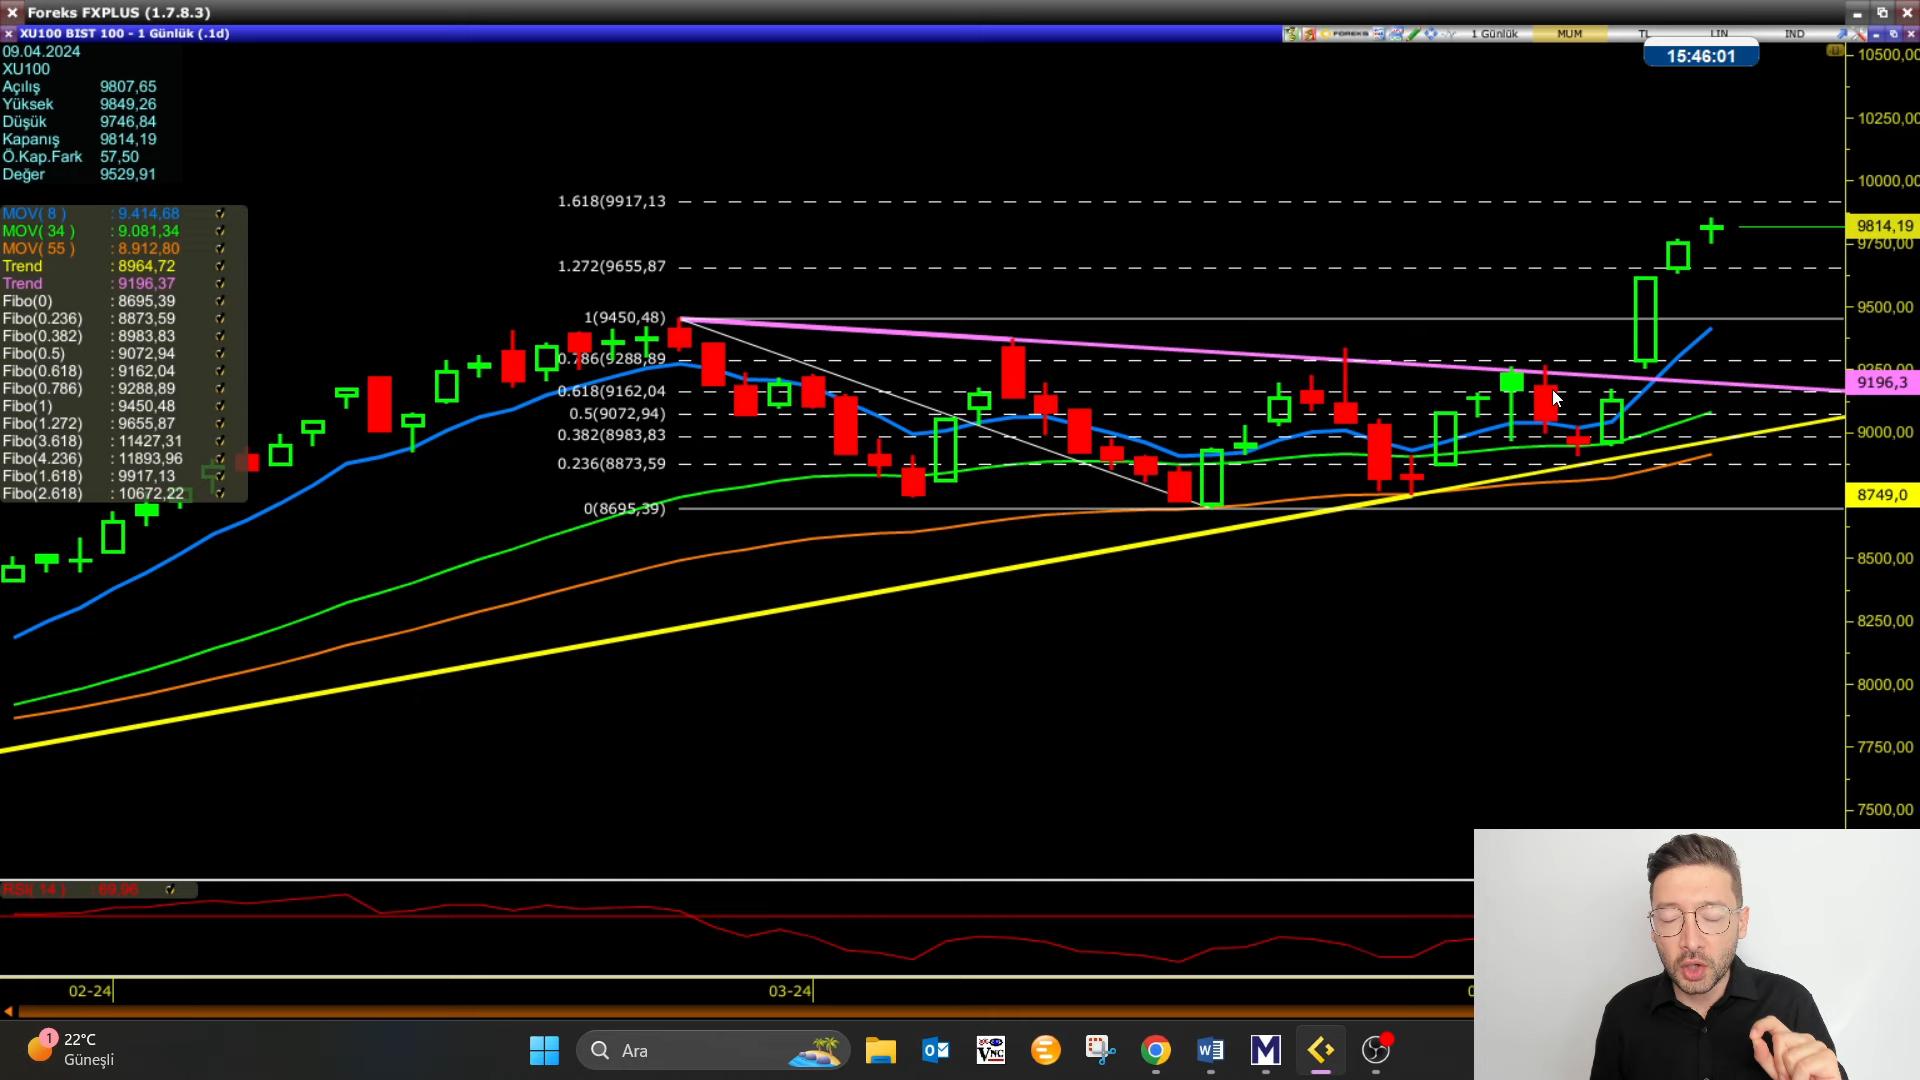 Foreks FXPLUS (1.7.8.3)
XU100 BIST 100 - 1 Günlük (.1d)
FOREKS
1 Günlük
MUM
TL
LIN
IND
15:46:01
09.04.2024
XU100
Açılış 9807,65
Yüksek 9849,26
Düşük 9746,84
Kapanış 9814,19
Ö.Kap.Fark 57,50
Değer 9529,91
MOV( 8 ) : 9.414,68
MOV( 34 ) : 9.081,34
MOV( 55 ) : 8.912,80
Trend : 8964,72
Trend : 9196,37
Fibo(0) : 8695,39
Fibo(0.236) : 8873,59
Fibo(0.382) : 8983,83
Fibo(0.5) : 9072,94
Fibo(0.618) : 9162,04
Fibo(0.786) : 9288,89
Fibo(1) : 9450,48
Fibo(1.272) : 9655,87
Fibo(3.618) : 11427,31
Fibo(4.236) : 11893,96
Fibo(1.618) : 9917,13
Fibo(2.618) : 10672,22
1.618(9917,13
1.272(9655,87
1(9450,48)
0.786(9288,89
0.618(9162,04
0.5(9072,94)
0.382(8983,83
0.236(8873,59
0(8695,39)
10500,00
10250,00
10000,00
9814,19
9750,00
9500,00
9250,00
9196,3
9000,00
8749,0
8500,00
8250,00
8000,00
7750,00
7500,00
RSI( 14 ) : 69,96
02-24
03-24
0
1
22°C
Güneşli
Ara
VNC